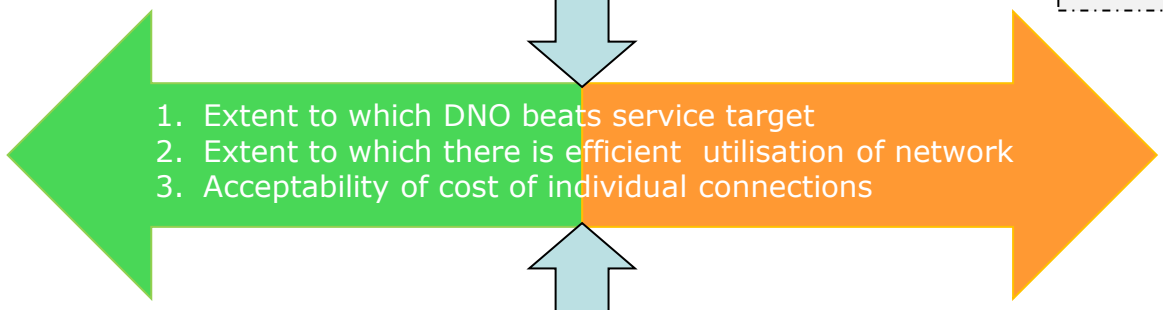 1. Extent to which DNO beats service target
2. Extent to which there is efficient utilisation of network
3. Acceptability of cost of individual connections